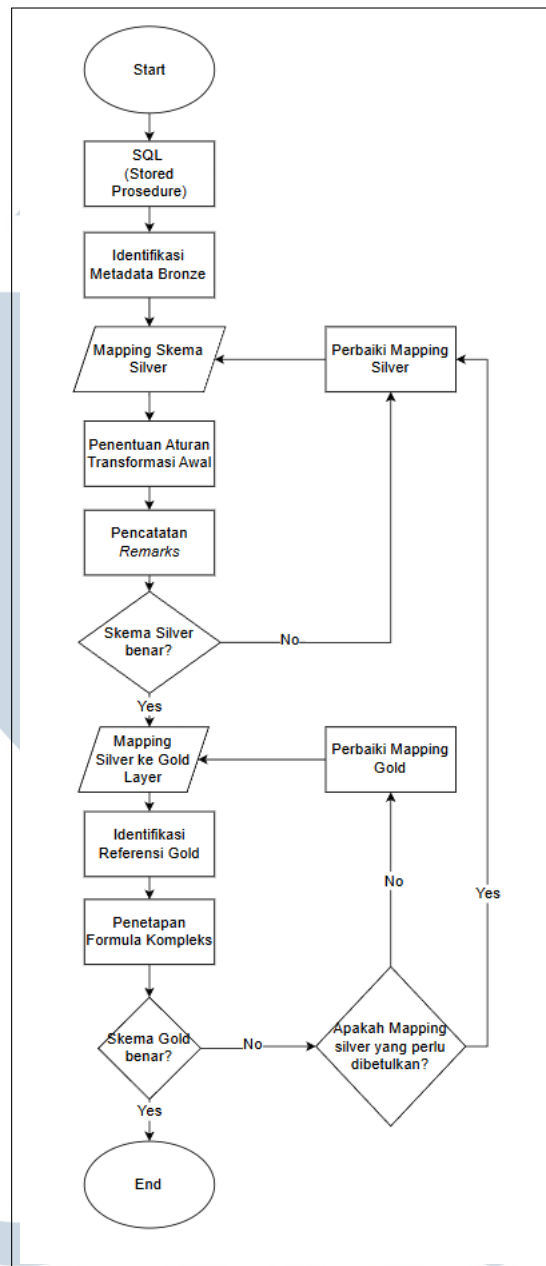 Start
SQL
(Stored
Prosedure)
Identifikasi
Metadata Bronze
Mapping Skema
Silver
Perbaiki Mapping
Silver
Penentuan Aturan
Transformasi Awal
Pencatatan
Remarks
Skema Silver
benar?
No
Yes
Mapping
Silver ke Gold
Layer
Perbaiki Mapping
Gold
Identifikasi
Referensi Gold
No
Yes
Penetapan
Formula Kompleks
Skema Gold
benar?
No
Apakah Mapping
silver yang perlu
dibetulkan?
Yes
End